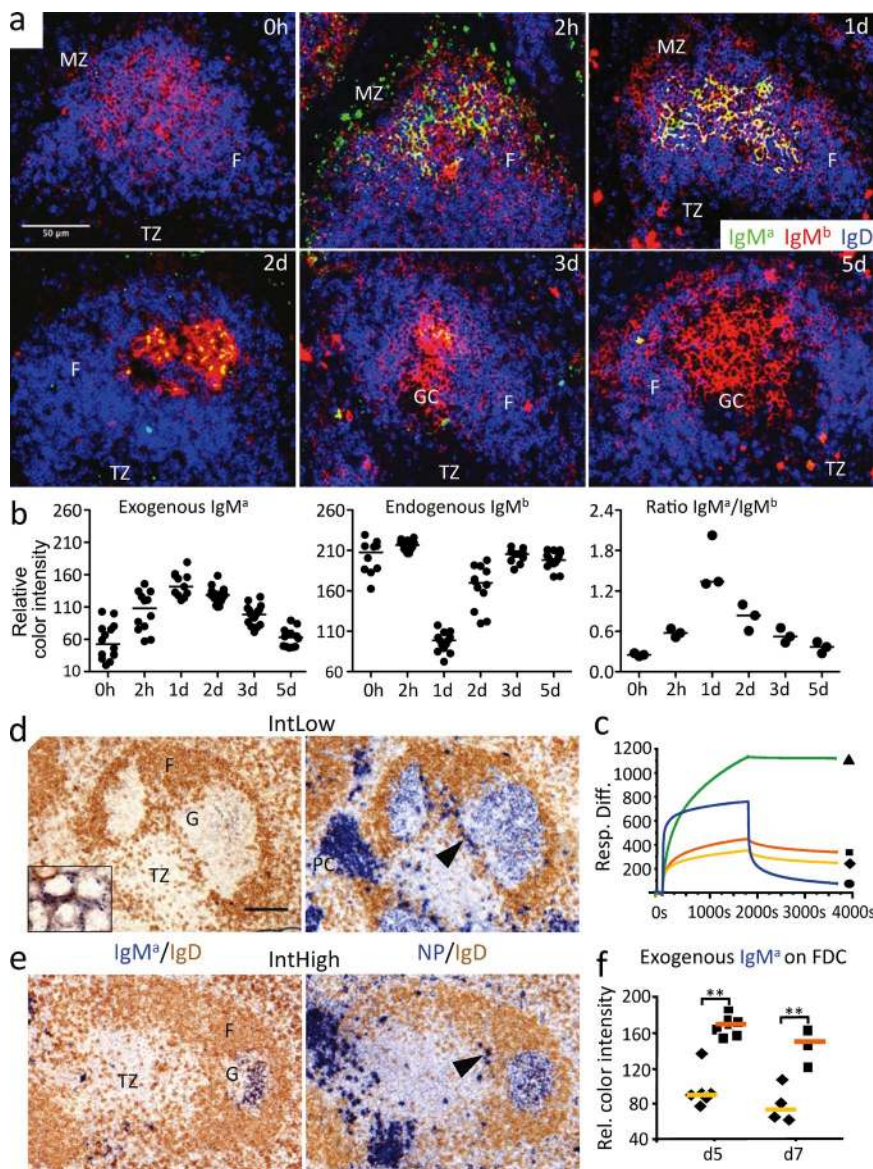 a
0h
2h
1d
MZ
MZ
MZ
F
F
F
50 µm
TZ
TZ
TZ
IgMᵃ IgMᵇ IgD
2d
3d
5d
F
GC
F
F
GC
TZ
TZ
TZ
b
Exogenous IgMᵃ
Endogenous IgMᵇ
Ratio IgMᵃ/IgMᵇ
Relative
color intensity
260
210
160
110
60
10
0h 2h 1d 2d 3d 5d
260
210
160
110
60
0h 2h 1d 2d 3d 5d
2.4
1.8
1.2
0.6
0.0
0h 2h 1d 2d 3d 5d
d
IntLow
F
G
TZ
PC
c
Resp. Diff.
1200
1000
800
600
400
200
0s 1000s 2000s 3000s 4000s
e
IgMᵃ/IgD
IntHigh
NP/IgD
F
G
TZ
f
Exogenous IgMᵃ on FDC
Rel. color intensity
200
160
120
80
40
**
**
d5 d7